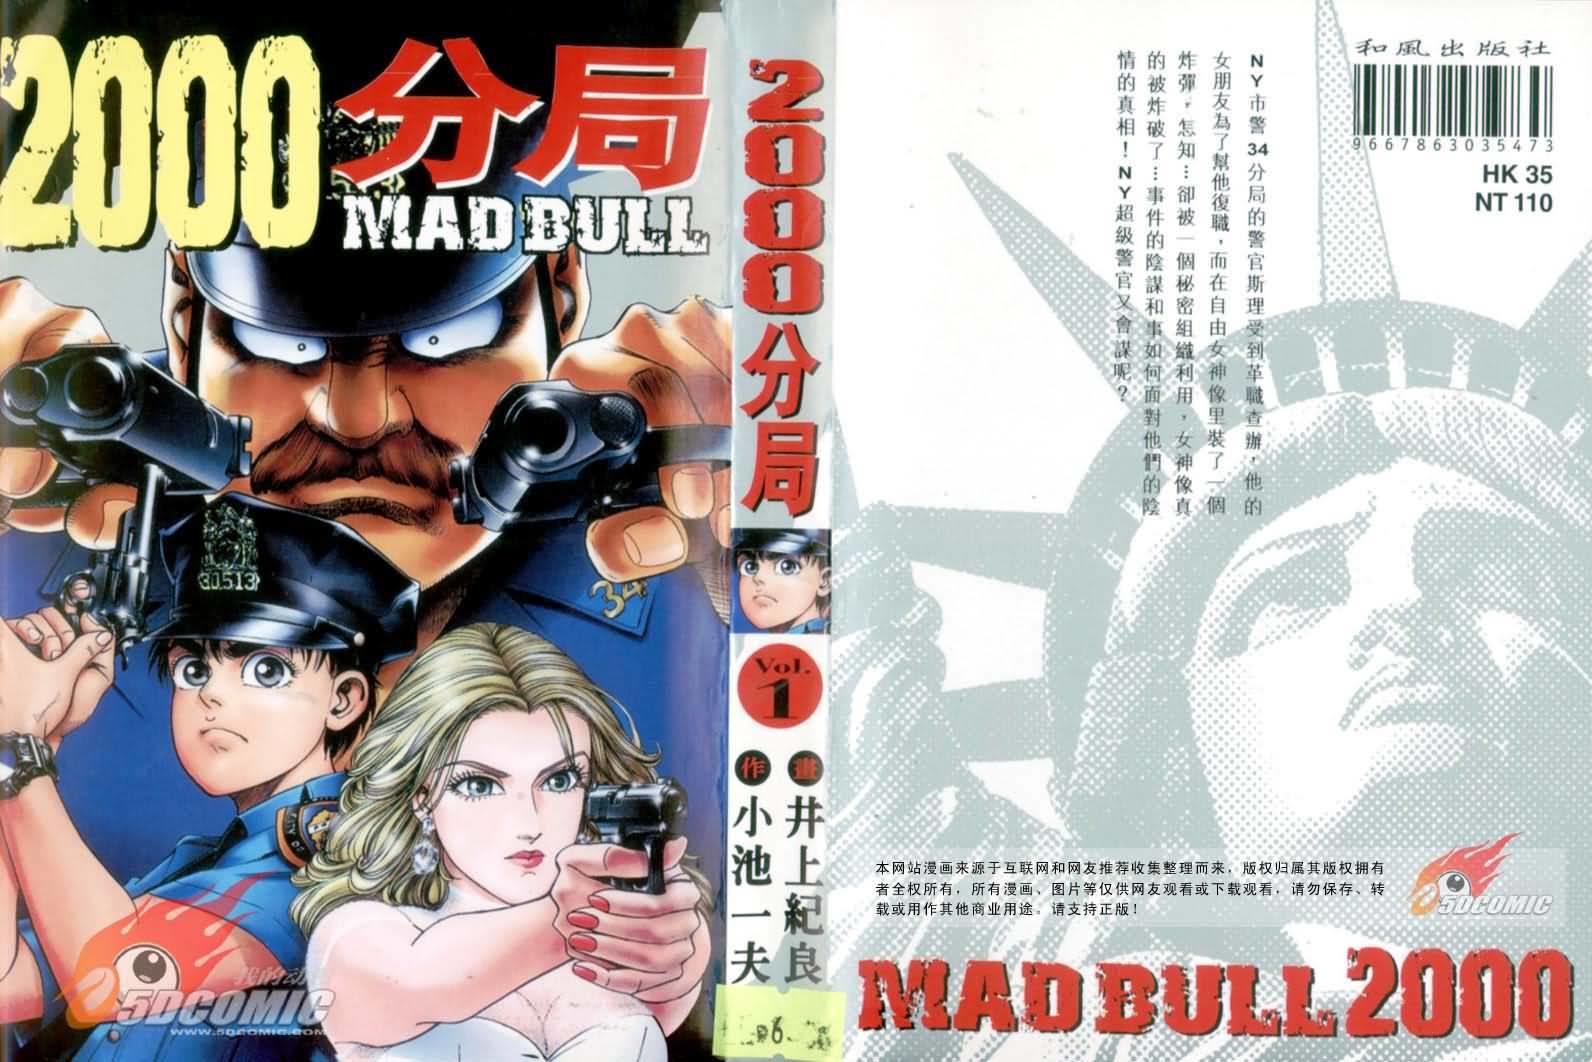 2000
分局
MAD BULL
30513
34
2000分局
Vol.
1
作
小池一夫
畫
井上紀良
6
我的动
5DCOMIC
www.5DCOMIC.com
和風出版社
9667863035473
HK 35
NT 110
NY市警34分局的警官斯理受到革職查辦，他的
女朋友為了幫他復職，而在自由女神像里裝了一個
炸彈，怎知…卻被一個秘密組織利用，女神像真
的被炸破了…事件的陰謀和事如何面對他們的陰
情的真相！NY超級警官又會謀呢？
本网站漫画来源于互联网和网友推荐收集整理而来，版权归属其版权拥有
者全权所有，所有漫画、图片等仅供网友观看或下载观看，请勿保存、转
载或用作其他商业用途。请支持正版！
5DCOMIC
MAD BULL 2000